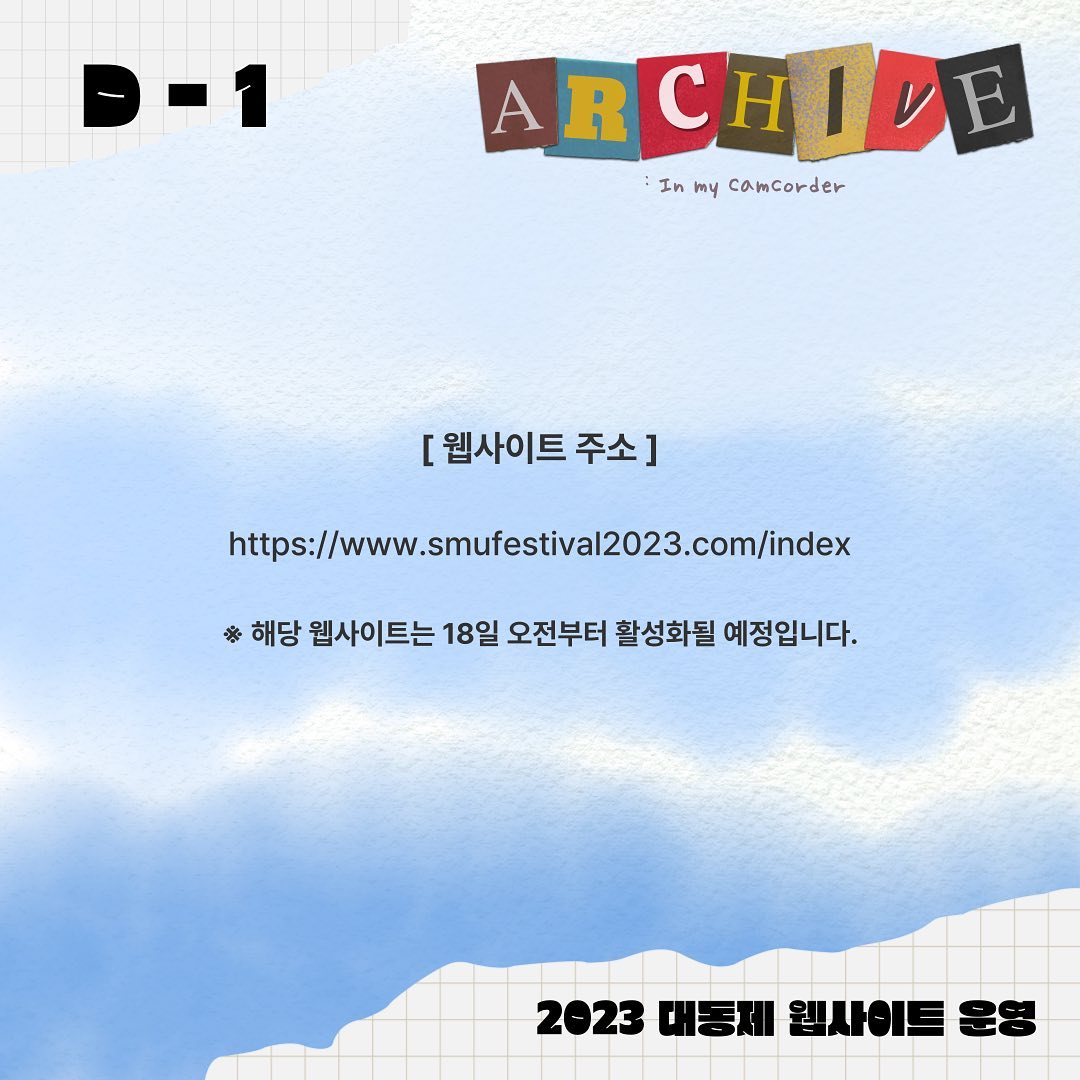 D-1
ARCHIVE
: In my Camcorder
[ 웹사이트 주소 ]
https://www.smufestival2023.com/index
※ 해당 웹사이트는 18일 오전부터 활성화될 예정입니다.
2023 대동제 웹사이트 운영